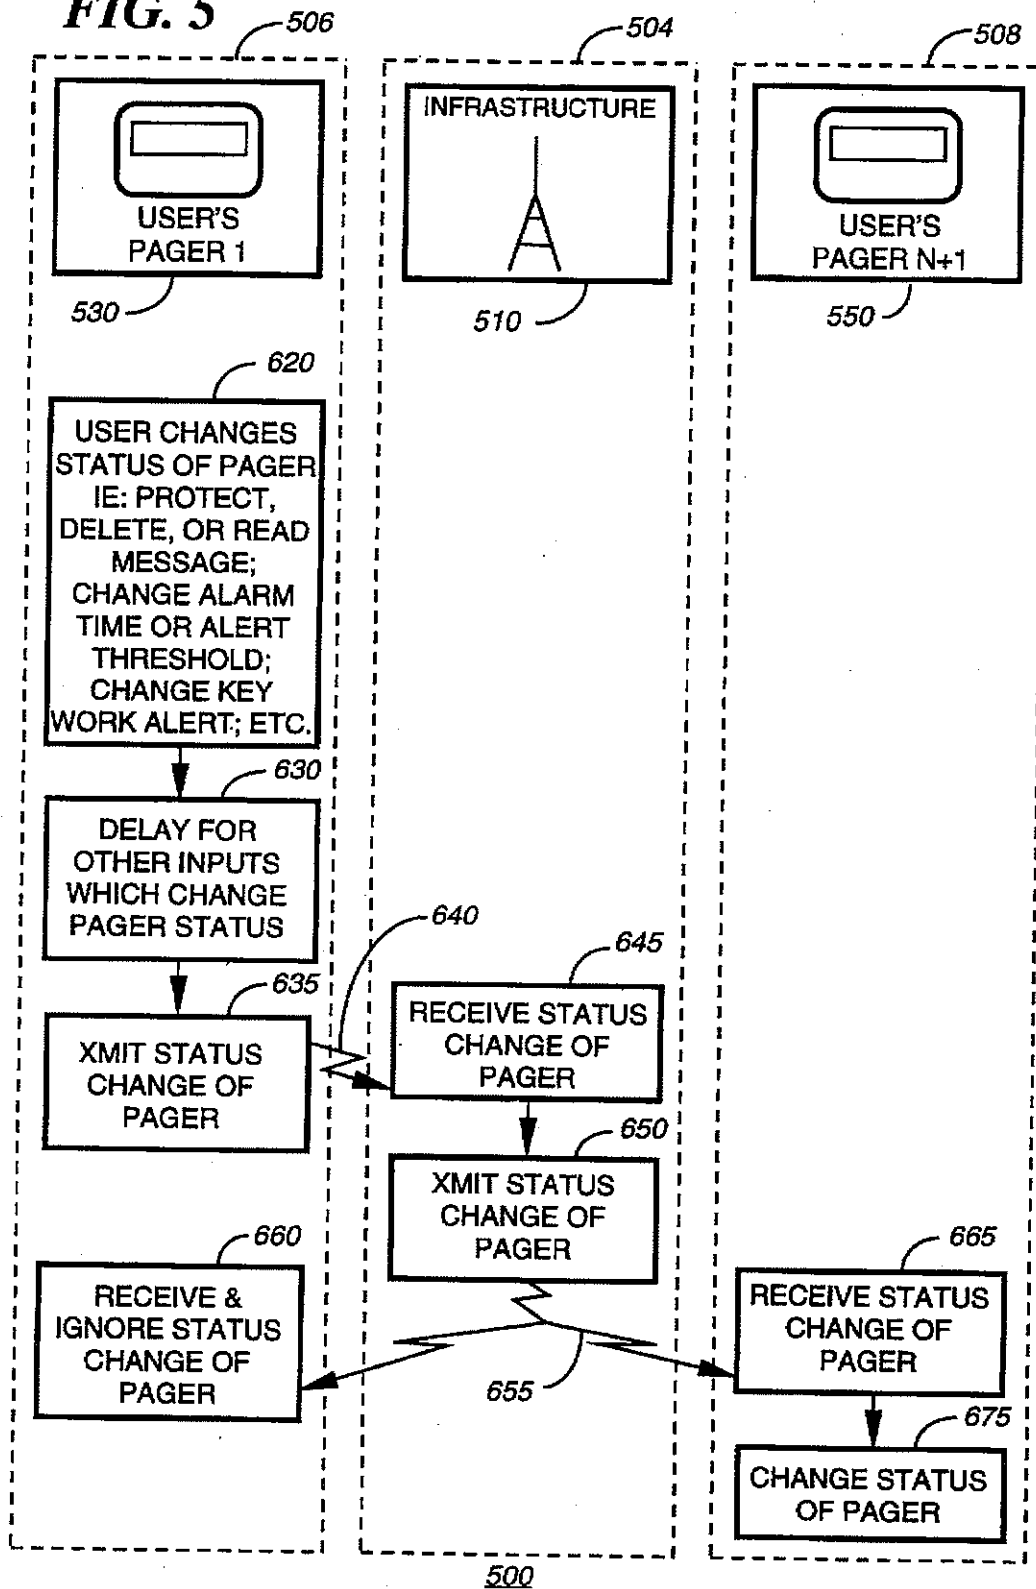 FIG. 5
506
504
508
USER'S
PAGER 1
INFRASTRUCTURE
USER'S
PAGER N+1
530
510
550
620
USER CHANGES
STATUS OF PAGER
IE: PROTECT,
DELETE, OR READ
MESSAGE;
CHANGE ALARM
TIME OR ALERT
THRESHOLD;
CHANGE KEY
WORK ALERT; ETC.
630
DELAY FOR
OTHER INPUTS
WHICH CHANGE
PAGER STATUS
640
635
XMIT STATUS
CHANGE OF
PAGER
645
RECEIVE STATUS
CHANGE OF
PAGER
650
XMIT STATUS
CHANGE OF
PAGER
660
RECEIVE &
IGNORE STATUS
CHANGE OF
PAGER
655
665
RECEIVE STATUS
CHANGE OF
PAGER
675
CHANGE STATUS
OF PAGER
500